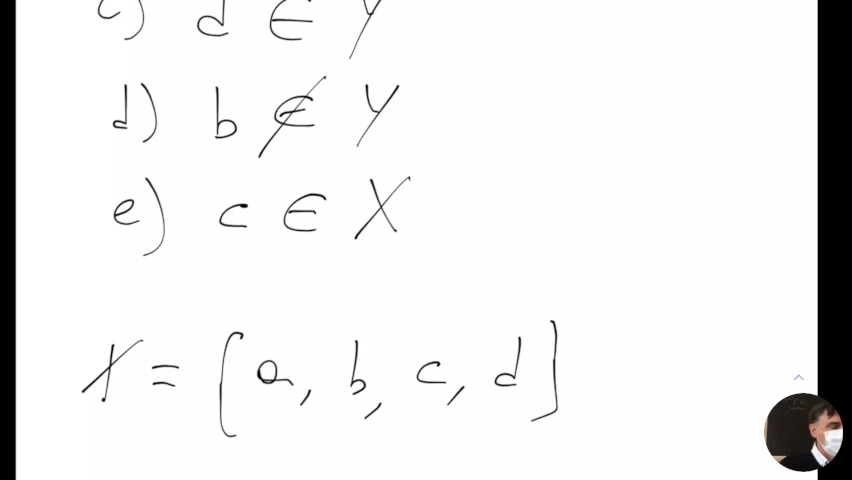 c) d ∈ Y
d) b ∉ Y
e) c ∈ X
X = {a, b, c, d}